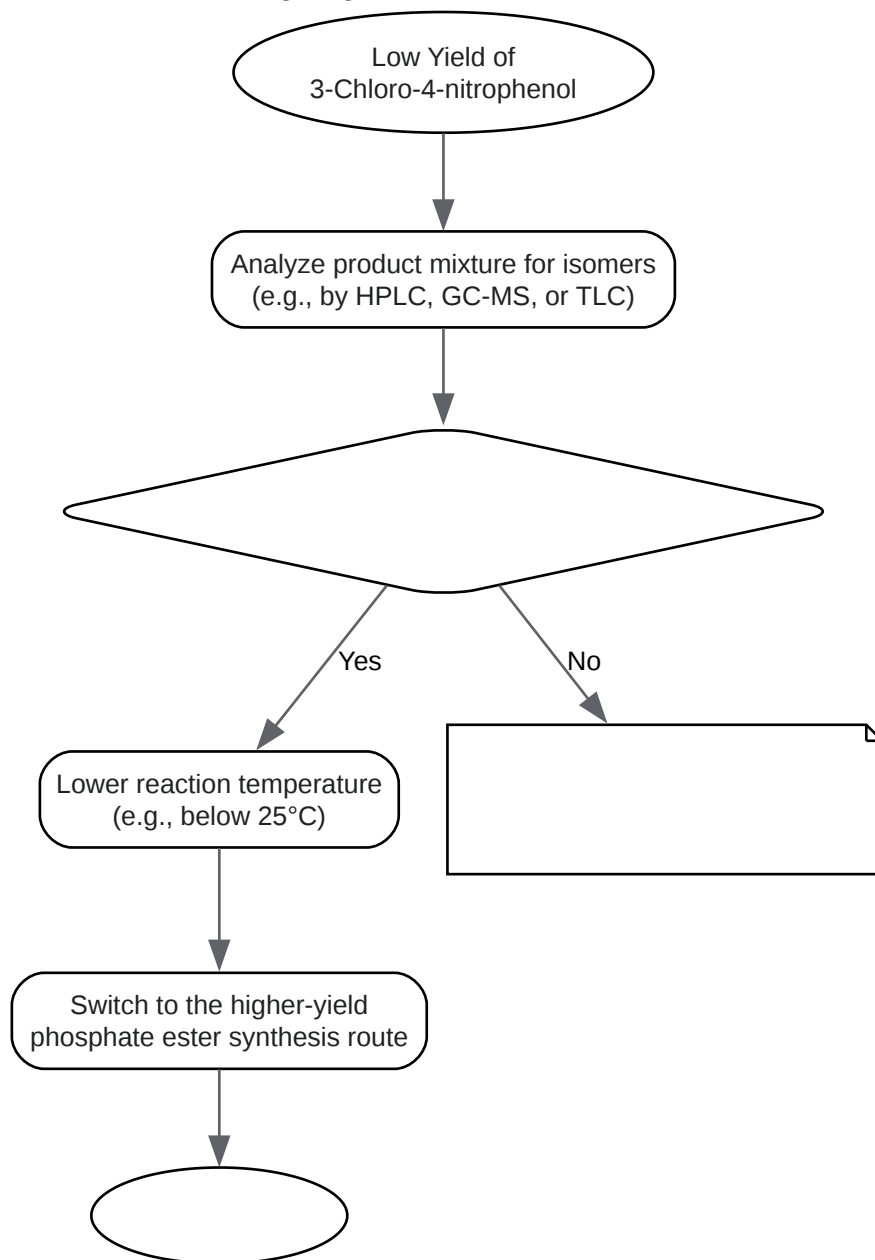 Low Yield of
3-Chloro-4-nitrophenol
Analyze product mixture for isomers
(e.g., by HPLC, GC-MS, or TLC)
Yes
No
Lower reaction temperature
(e.g., below 25°C)
Switch to the higher-yield
phosphate ester synthesis route